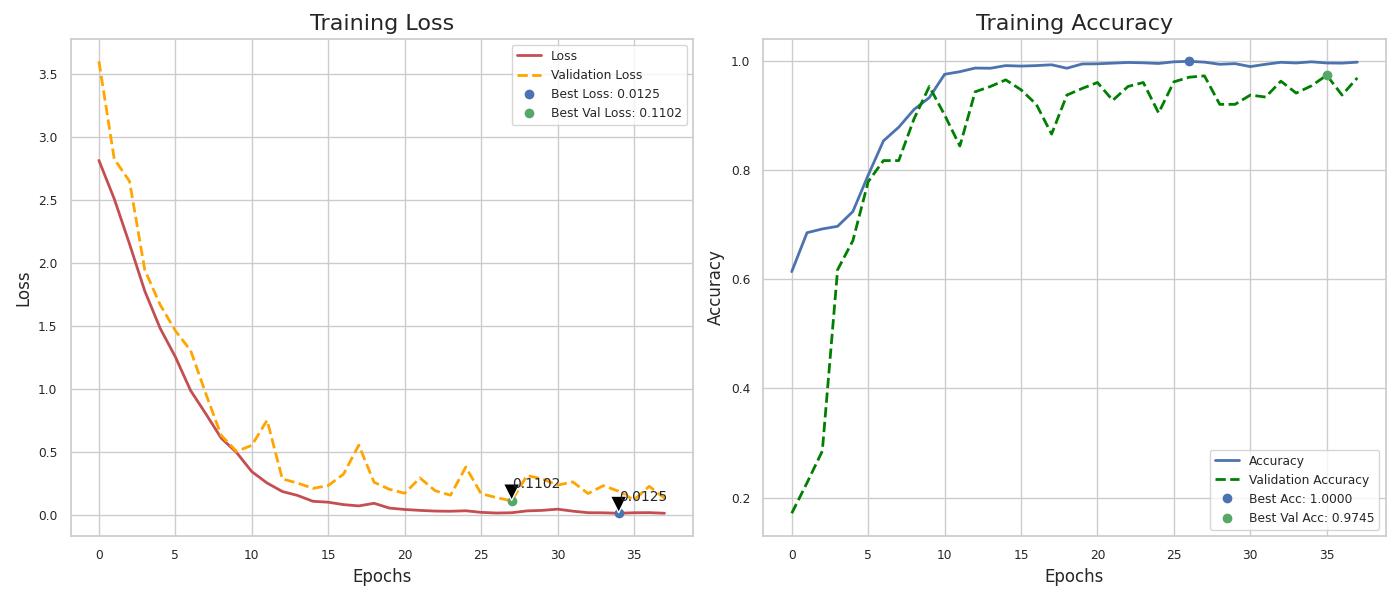 Training Loss
Loss
Validation Loss
Best Loss: 0.0125
Best Val Loss: 0.1102
3.5
3.0
2.5
2.0
1.5
1.0
0.5
0.0
Loss
0.1102
0.0125
0
5
10
15
20
25
30
35
Epochs
Training Accuracy
1.0
0.8
0.6
0.4
0.2
Accuracy
Accuracy
Validation Accuracy
Best Acc: 1.0000
Best Val Acc: 0.9745
0
5
10
15
20
25
30
35
Epochs